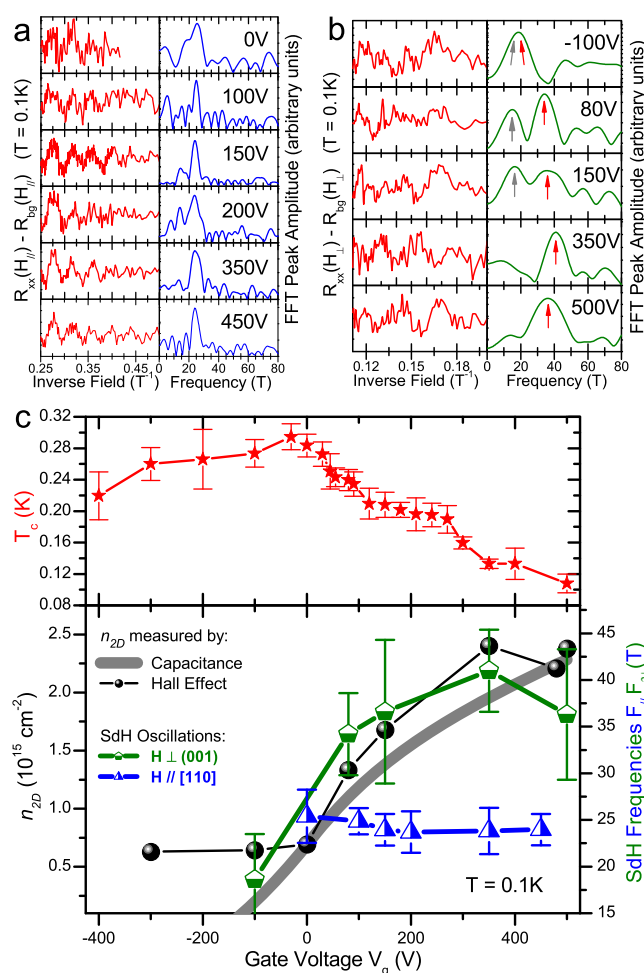 a
R_xx(H_//) - R_bg(H_//) (T = 0.1K)
0V
100V
150V
200V
350V
450V
FFT Peak Amplitude (arbitrary units)
0.25 0.35 0.45
0 20 40 60 80
Inverse Field (T⁻¹)
Frequency (T)
b
R_xx(H_⊥) - R_bg(H_⊥) (T = 0.1K)
-100V
80V
150V
350V
500V
FFT Peak Amplitude (arbitrary units)
0.12 0.15 0.18
0 20 40 60 80
Inverse Field (T⁻¹)
Frequency (T)
c
T_c (K)
0.32
0.28
0.24
0.20
0.16
0.12
0.08
n_2D (10¹⁵ cm⁻²)
2.5
2.0
1.5
1.0
0.5
n_2D measured by:
Capacitance
Hall Effect
SdH Oscillations:
H ⊥ (001)
H // [110]
T = 0.1K
45
40
35
30
25
20
15
-400 -200 0 200 400
Gate Voltage V_g (V)